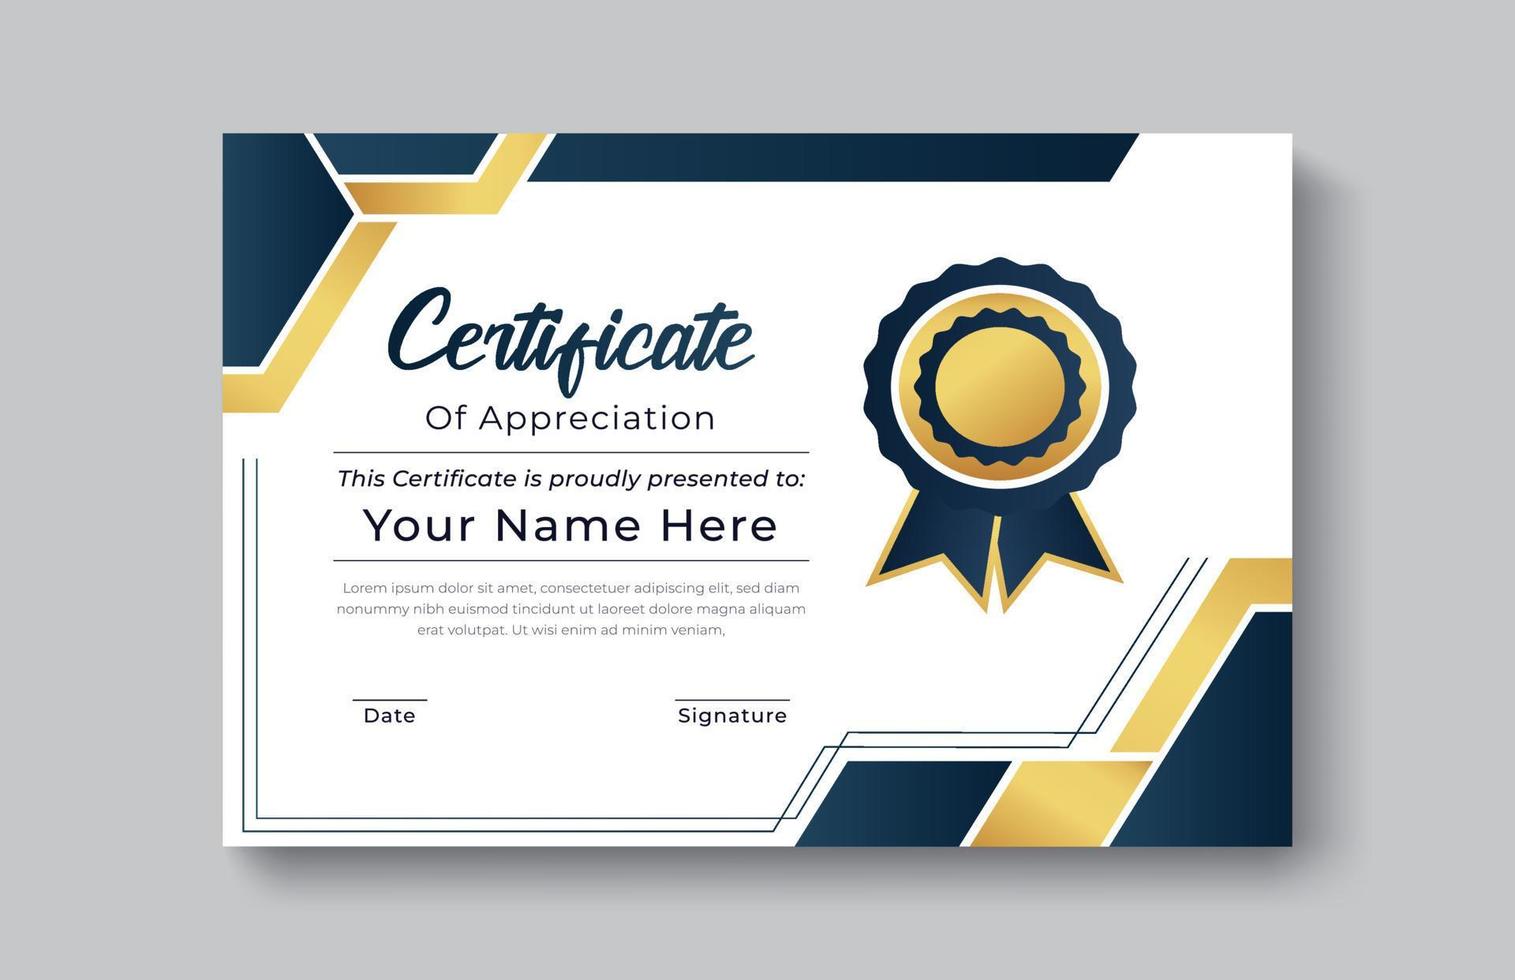 Certificate
Of Appreciation
This Certificate is proudly presented to:
Your Name Here
Lorem ipsum dolor sit amet, consectetuer adipiscing elit, sed diam
nonummy nibh euismod tincidunt ut laoreet dolore magna aliquam
erat volutpat. Ut wisi enim ad minim veniam,
Date
Signature